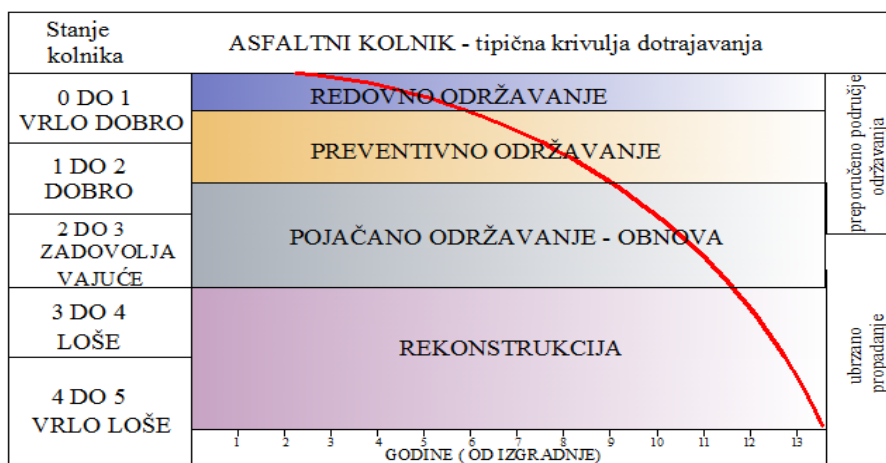 Stanje
kolnika
ASFALTNI KOLNIK - tipična krivulja dotrajavanja
0 DO 1
VRLO DOBRO
1 DO 2
DOBRO
2 DO 3
ZADOVOLJA
VAJUĆE
3 DO 4
LOŠE
4 DO 5
VRLO LOŠE
REDOVNO ODRŽAVANJE
PREVENTIVNO ODRŽAVANJE
POJAČANO ODRŽAVANJE - OBNOVA
REKONSTRUKCIJA
preporučeno područje
održavanja
ubrzano
propadanje
1 2 3 4 5 6 7 8 9 10 11 12 13
GODINE ( OD IZGRADNJE)